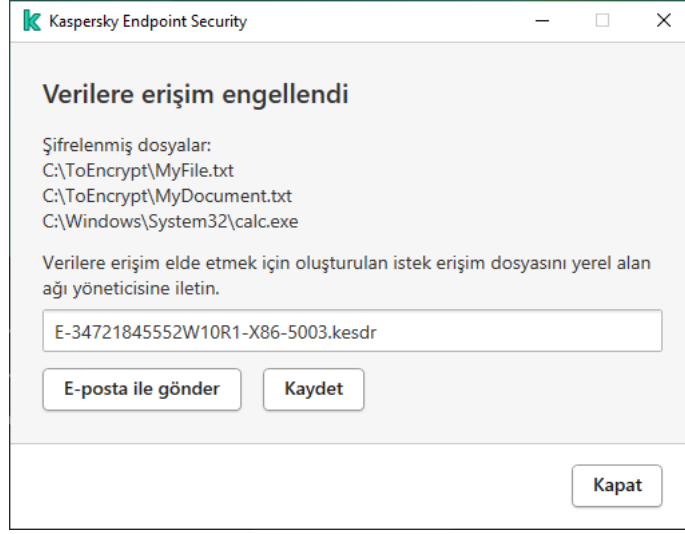 Kaspersky Endpoint Security
Verilere erişim engellendi
Şifrelenmiş dosyalar:
C:\ToEncrypt\MyFile.txt
C:\ToEncrypt\MyDocument.txt
C:\Windows\System32\calc.exe
Verilere erişim elde etmek için oluşturulan istek erişim dosyasını yerel alan
ağı yöneticisine iletin.
E-34721845552W10R1-X86-5003.kesdr
E-posta ile gönder
Kaydet
Kapat